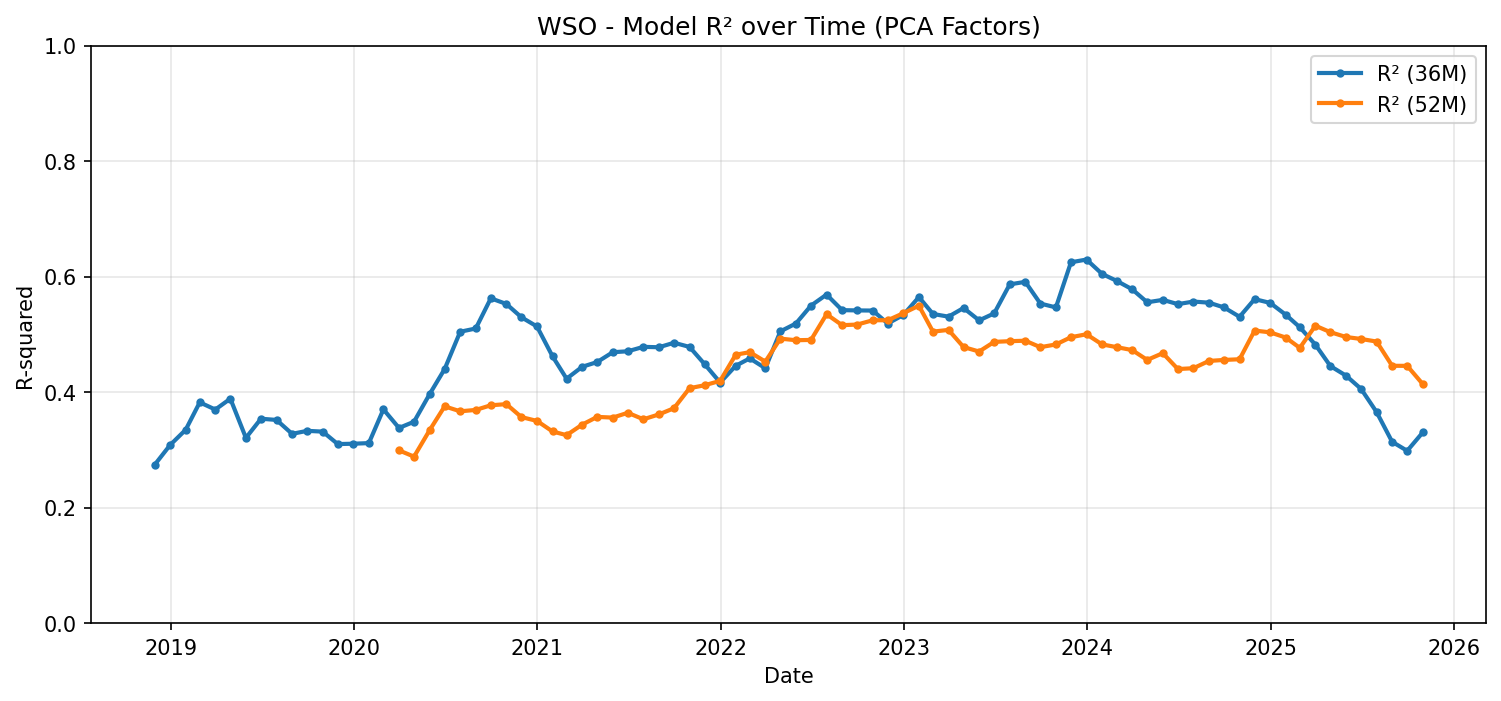 WSO - Model R² over Time (PCA Factors)
R² (36M)
R² (52M)
R-squared
1.0
0.8
0.6
0.4
0.2
0.0
2019 2020 2021 2022 2023 2024 2025 2026
Date